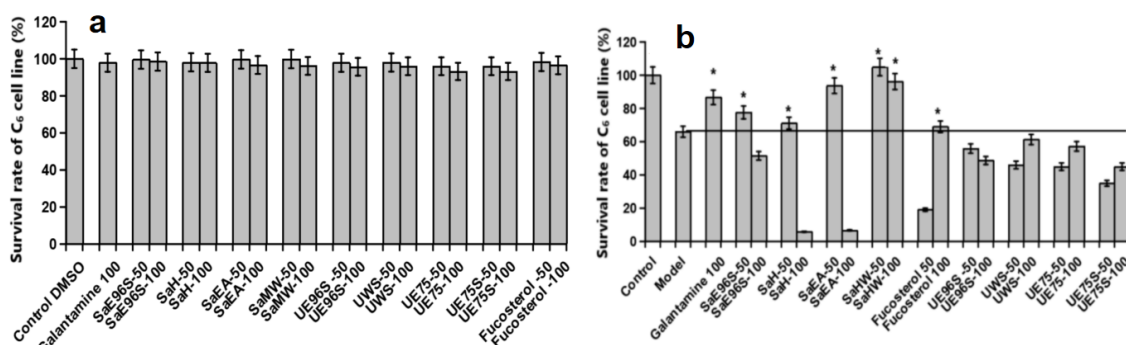 a
Survival rate of C₆ cell line (%)
120
100
80
60
40
20
0
Control DMSO
Galantamine 100
SaE96S-50
SaE96S-100
SaH-50
SaH-100
SaEA-50
SaEA-100
SaMW-50
SaMW-100
UE96S -50
UE96S-100
UWS-50
UWS-100
UE75-50
UE75-100
UE75S-50
UE75S-100
Fucosterol -50
Fucosterol -100
b
Survival rate of C₆ cell line (%)
120
100
80
60
40
20
0
* * * * * * *
Control
Model
Galantamine 100
SaE96S-50
SaE96S-100
SaH-50
SaH-100
SaEA-50
SaEA-100
SaHW-50
SaHW-100
Fucosterol 50
Fucosterol 100
UE96S -50
UE96S-100
UWS-50
UWS-100
UE75-50
UE75-100
UE75S-50
UE75S-100